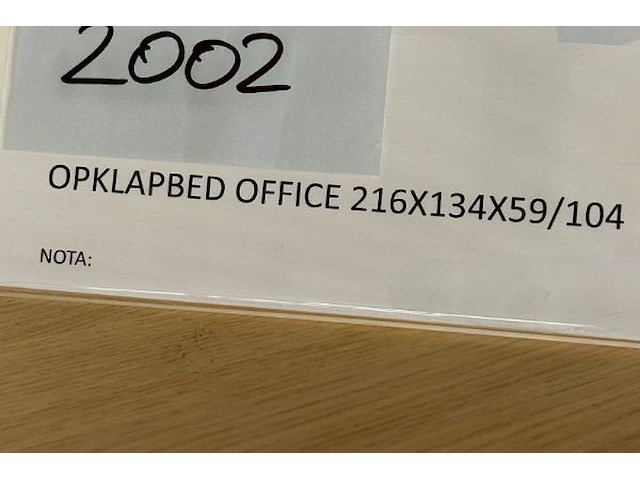 2002
OPKLAPBED OFFICE 216X134X59/104
NOTA: